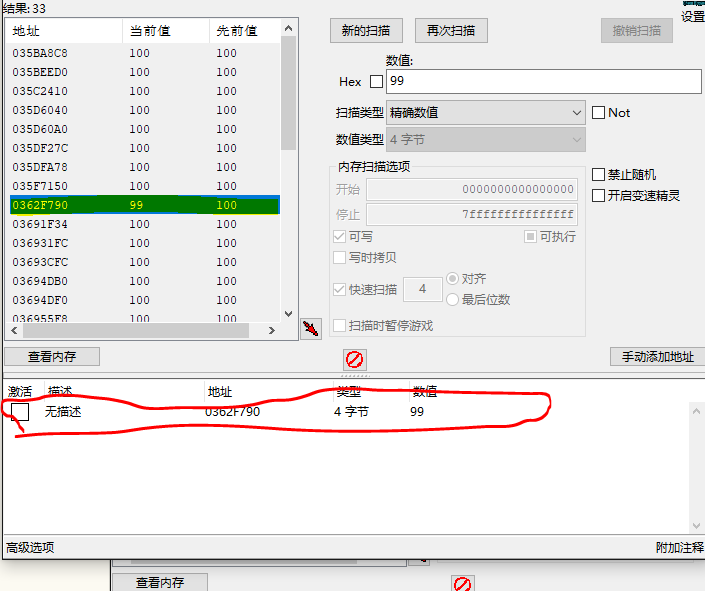 结果: 33
设置
地址 当前值 先前值
035BA8C8 100 100
035BEED0 100 100
035C2410 100 100
035D6040 100 100
035D60A0 100 100
035DF27C 100 100
035DFA78 100 100
035F7150 100 100
0362F790 99 100
03691F34 100 100
036931FC 100 100
03693CFC 100 100
03694DB0 100 100
03694DF0 100 100
036955F8 100 100
新的扫描 再次扫描 撤销扫描
数值:
Hex 99
扫描类型 精确数值 Not
数值类型 4 字节
内存扫描选项
开始 0000000000000000
停止 7fffffffffffffff
可写 可执行
写时拷贝
快速扫描 4 对齐
最后位数
扫描时暂停游戏
禁止随机
开启变速精灵
查看内存 手动添加地址
激活 描述 地址 类型 数值
无描述 0362F790 4 字节 99
高级选项 附加注释
查看内存